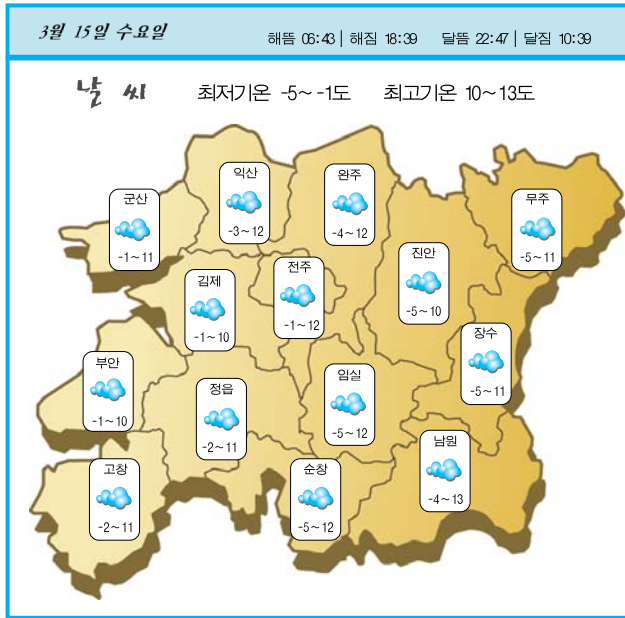 3월 15일 수요일
해뜸 06:43 | 해짐 18:39 달뜸 22:47 | 달짐 10:39
날 씨 최저기온 -5~ -1도 최고기온 10~13도
익산
-3~12
완주
-4~12
군산
-1~11
무주
-5~11
진안
-5~10
전주
-1~12
김제
-1~10
장수
-5~11
부안
-1~10
임실
-5~12
정읍
-2~11
남원
-4~13
고창
-2~11
순창
-5~12